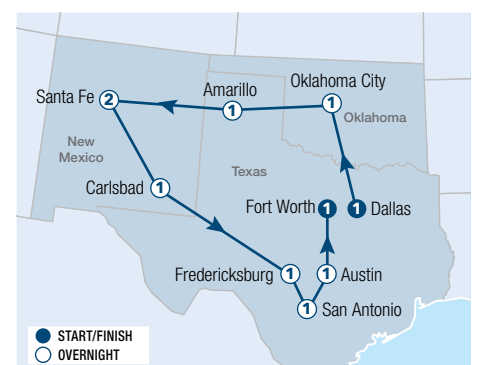 Oklahoma City
Amarillo
1
Santa Fe 2
1
Oklahoma
New
Mexico
Texas
Carlsbad 1
Fort Worth 1
1 Dallas
Fredericksburg 1
1 Austin
1 San Antonio
START/FINISH
OVERNIGHT